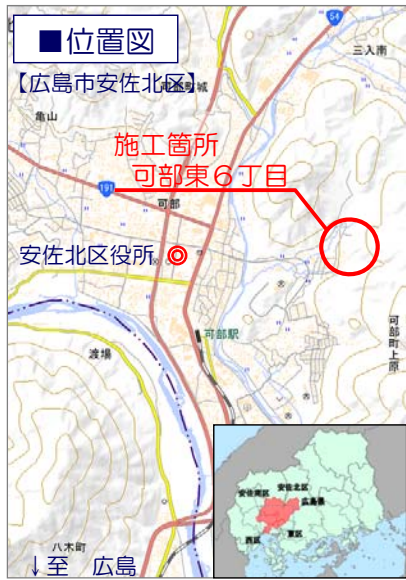 ■位置図
【広島市安佐北区】
54
三入南
亀山
施工箇所
可部東6丁目
191
可部
安佐北区役所
可部駅
可部町上原
渡場
安佐北区
安佐南区
広島県
西区
東区
八木町
↓至 広島